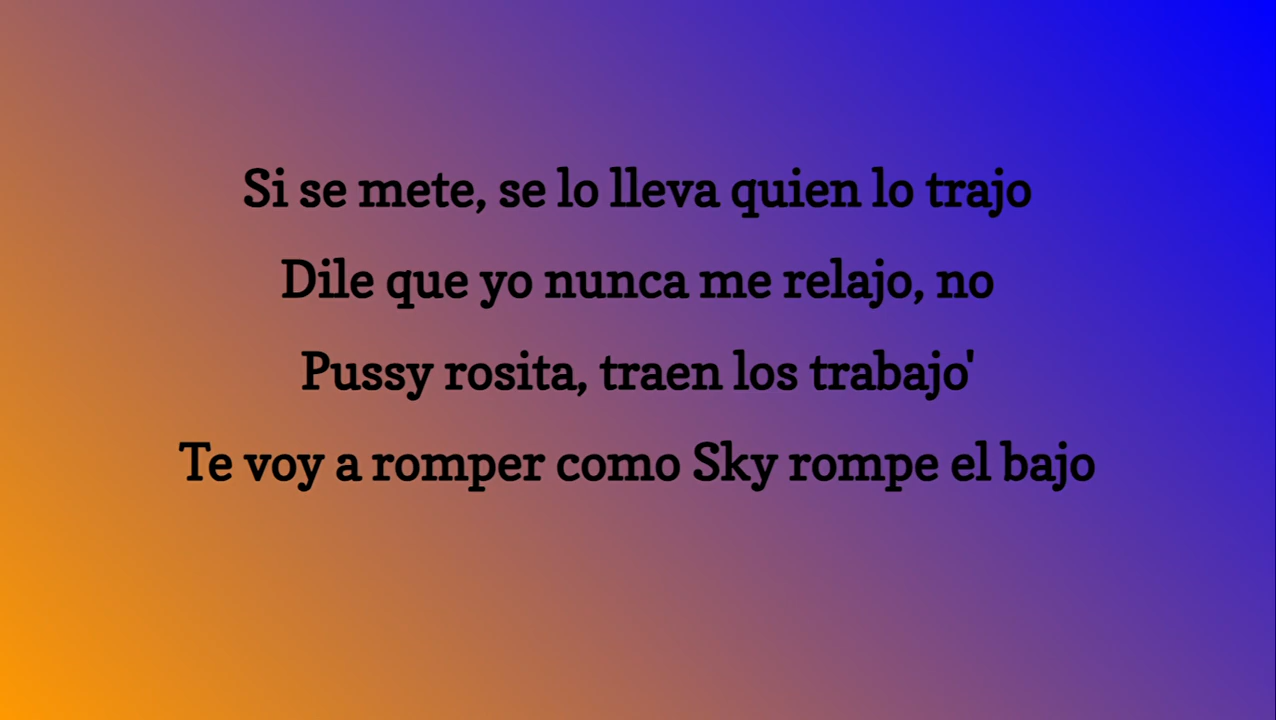 Si se mete, se lo lleva quien lo trajo
Dile que yo nunca me relajo, no
Pussy rosita, traen los trabajo'
Te voy a romper como Sky rompe el bajo